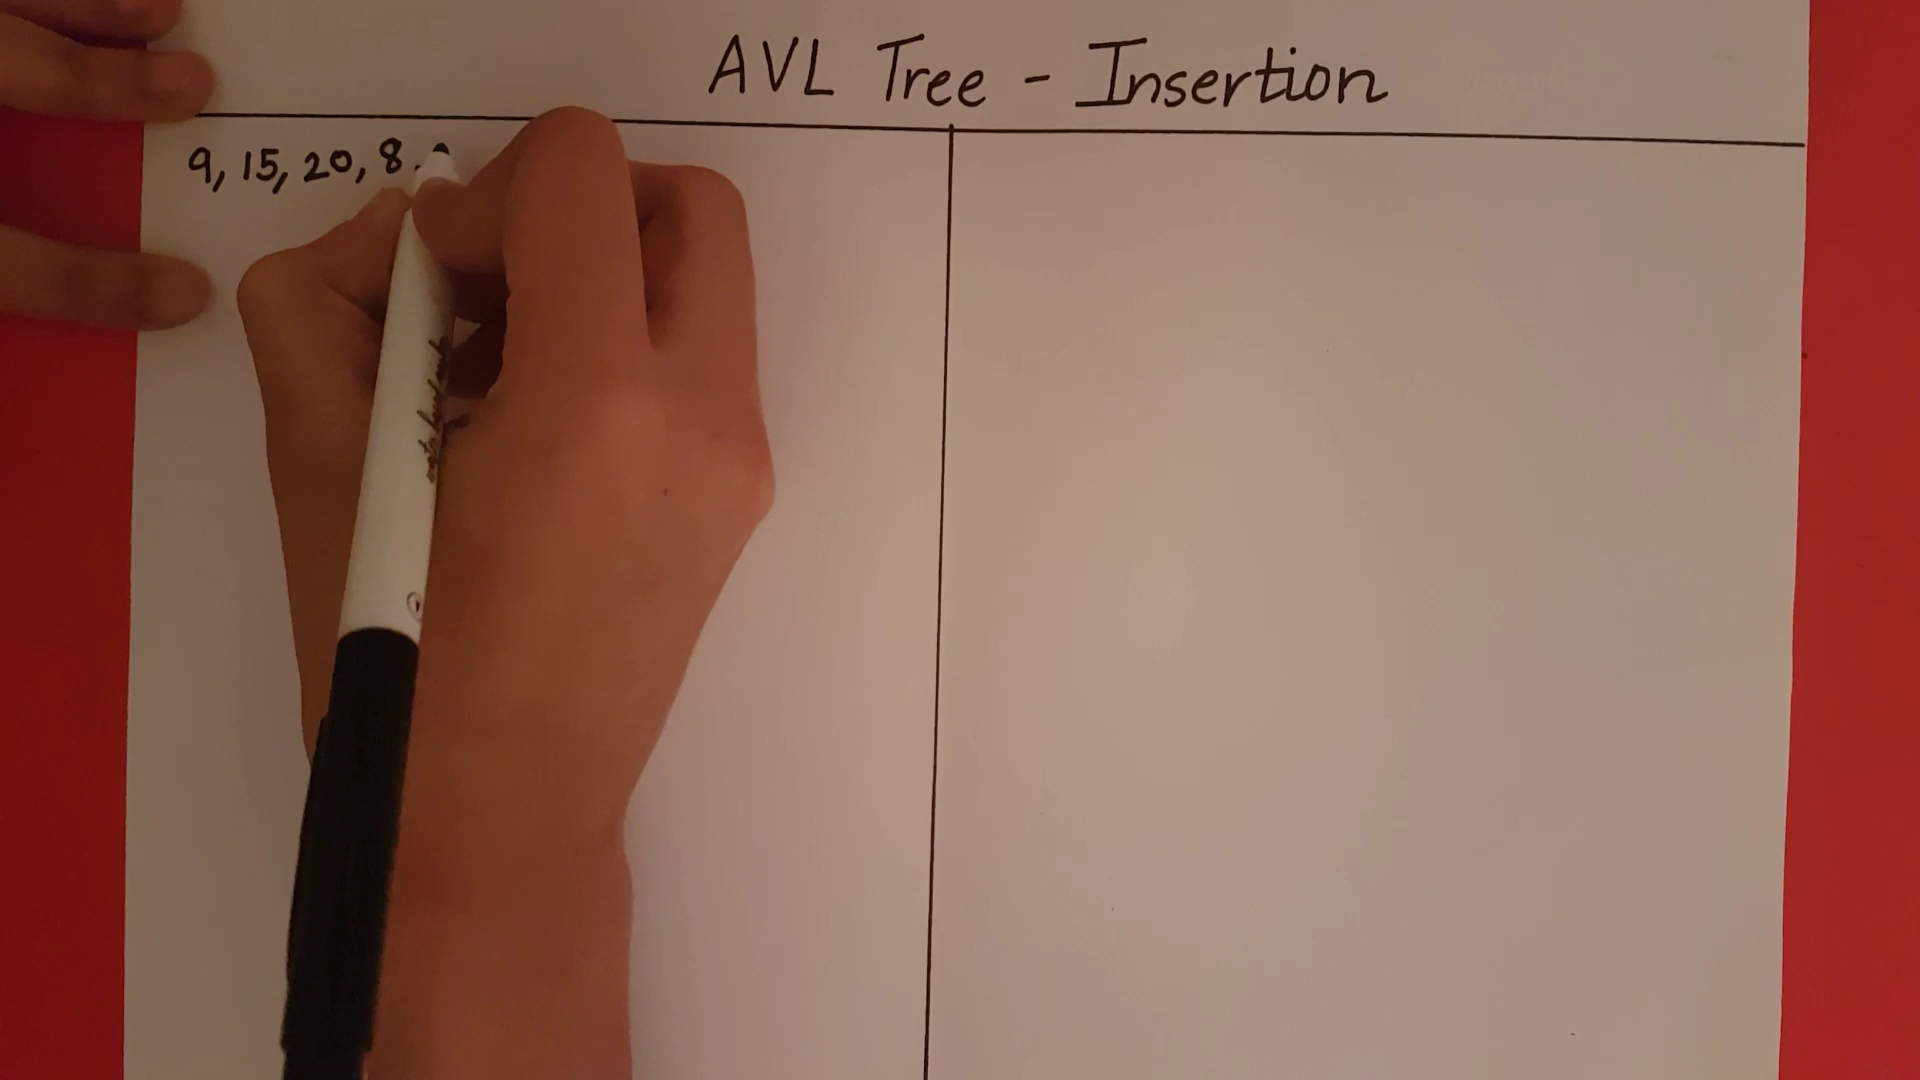 AVL Tree - Insertion
9, 15, 20, 8,